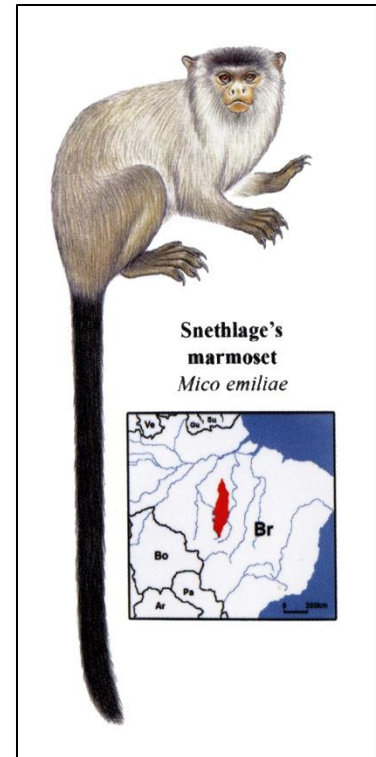 Snethlage's
marmoset
Mico emiliae
Ve
Gu
Su
Br
Bo
Pa
Ar
0 200km